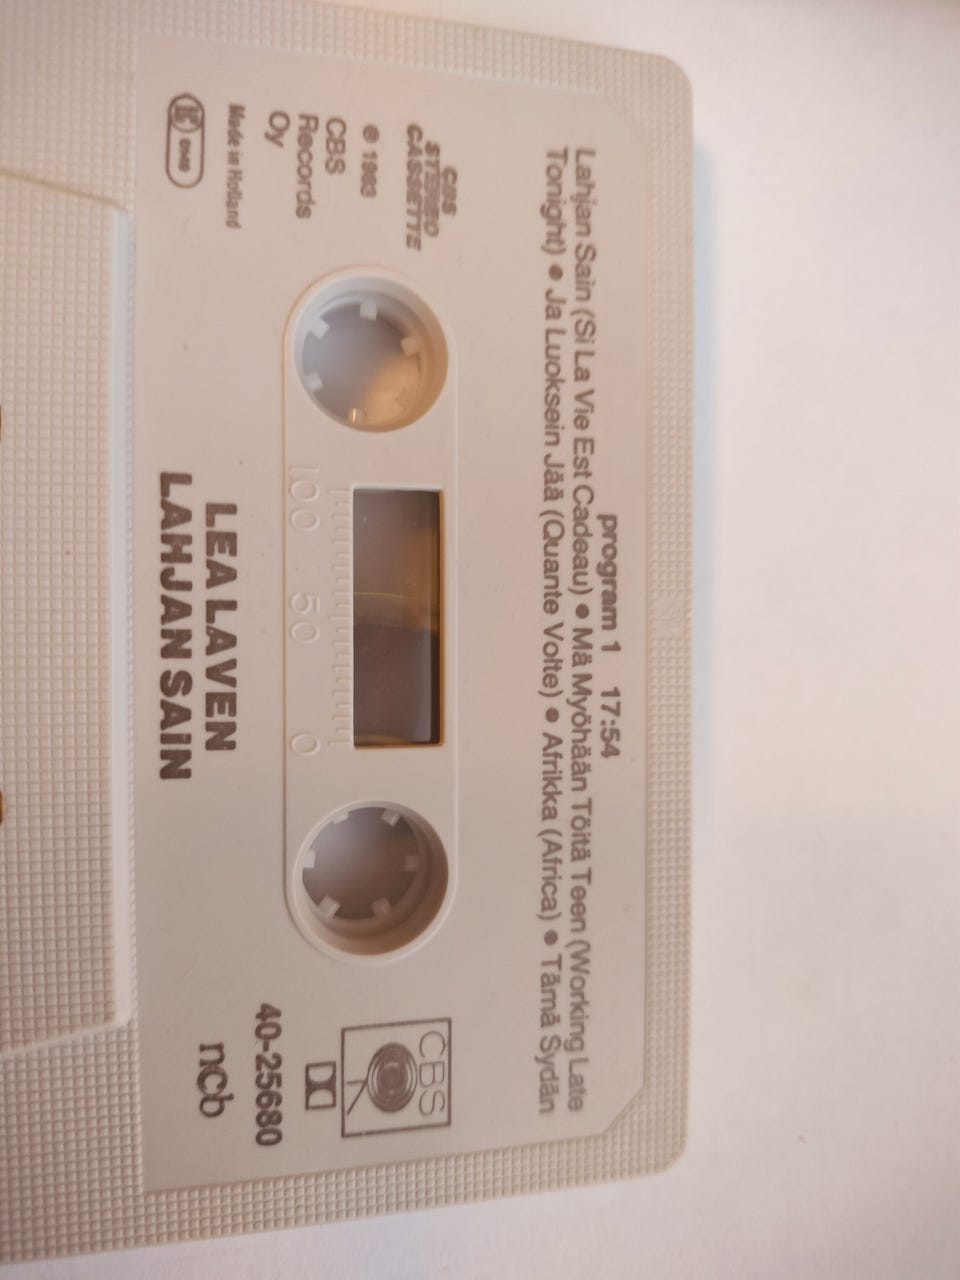 program 1 17:54
Lahjan Sain (Si La Vie Est Cadeau) ● Mä Myöhään Töitä Teen (Working Late
Tonight) ● Ja Luoksein Jää (Quante Volte) ● Afrikka (Africa) ● Tämä Sydän
CBS
STEREO
CASSETTE
℗ 1983
CBS
Records
Oy
Made in Holland
BIEM
100 50 0
CBS
40-25680
ncb
LEA LAVEN
LAHJAN SAIN